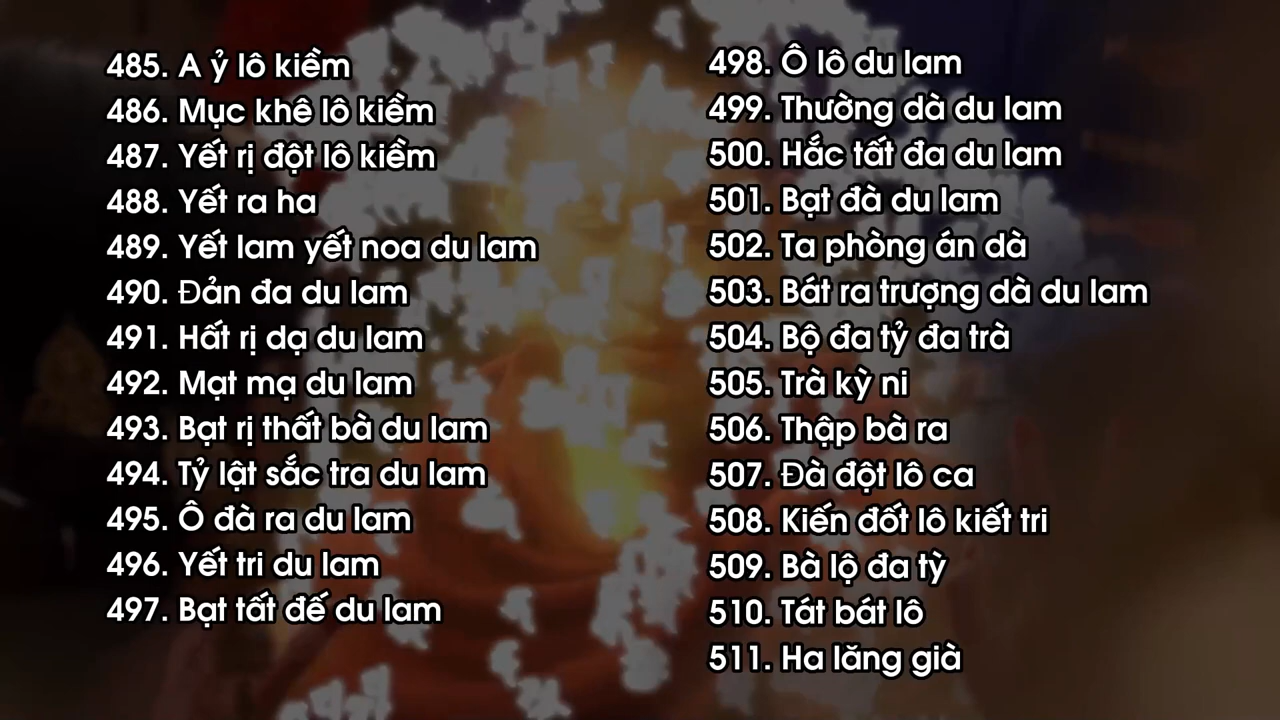 485. A ỷ lô kiềm
486. Mục khê lô kiềm
487. Yết rị đột lô kiềm
488. Yết ra ha
489. Yết lam yết noa du lam
490. Đản đa du lam
491. Hất rị dạ du lam
492. Mạt mạ du lam
493. Bạt rị thất bà du lam
494. Tỷ lật sắc tra du lam
495. Ô đà ra du lam
496. Yết tri du lam
497. Bạt tất đế du lam
498. Ô lô du lam
499. Thường dà du lam
500. Hắc tất đa du lam
501. Bạt đà du lam
502. Ta phòng án dà
503. Bát ra trượng dà du lam
504. Bộ đa tỷ đa trà
505. Trà kỳ ni
506. Thập bà ra
507. Đà đột lô ca
508. Kiến đốt lô kiết tri
509. Bà lộ đa tỳ
510. Tát bát lô
511. Ha lăng già